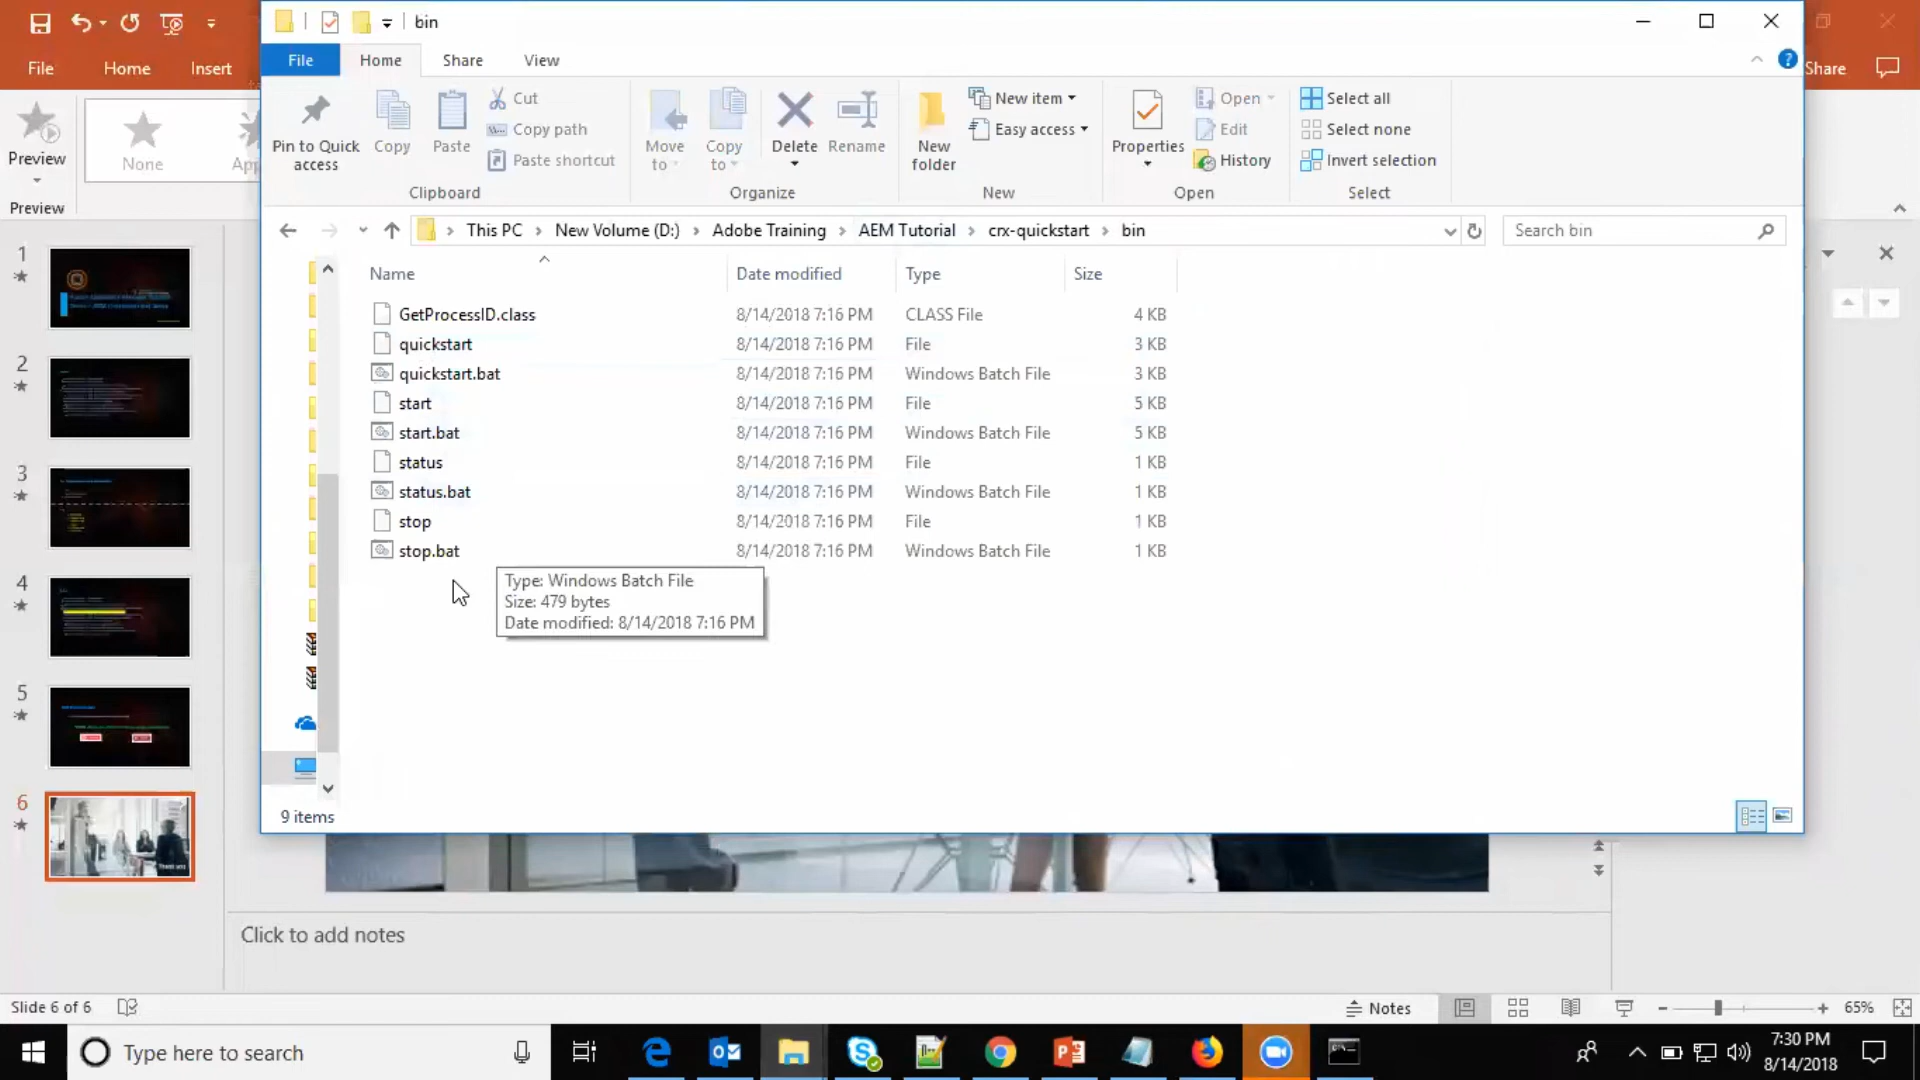 bin
File
Home
Insert
Share
File
Home
Share
View
Preview
None
Preview
Pin to Quick access
Copy
Paste
Cut
Copy path
Paste shortcut
Clipboard
Move to
Copy to
Delete
Rename
Organize
New folder
New item
Easy access
New
Properties
Open
Edit
History
Open
Select all
Select none
Invert selection
Select
This PC > New Volume (D:) > Adobe Training > AEM Tutorial > crx-quickstart > bin
Search bin
Name Date modified Type Size
GetProcessID.class 8/14/2018 7:16 PM CLASS File 4 KB
quickstart 8/14/2018 7:16 PM File 3 KB
quickstart.bat 8/14/2018 7:16 PM Windows Batch File 3 KB
start 8/14/2018 7:16 PM File 5 KB
start.bat 8/14/2018 7:16 PM Windows Batch File 5 KB
status 8/14/2018 7:16 PM File 1 KB
status.bat 8/14/2018 7:16 PM Windows Batch File 1 KB
stop 8/14/2018 7:16 PM File 1 KB
stop.bat 8/14/2018 7:16 PM Windows Batch File 1 KB
Type: Windows Batch File
Size: 479 bytes
Date modified: 8/14/2018 7:16 PM
9 items
1
2
3
4
5
6
Click to add notes
Slide 6 of 6
Notes
65%
Type here to search
7:30 PM
8/14/2018